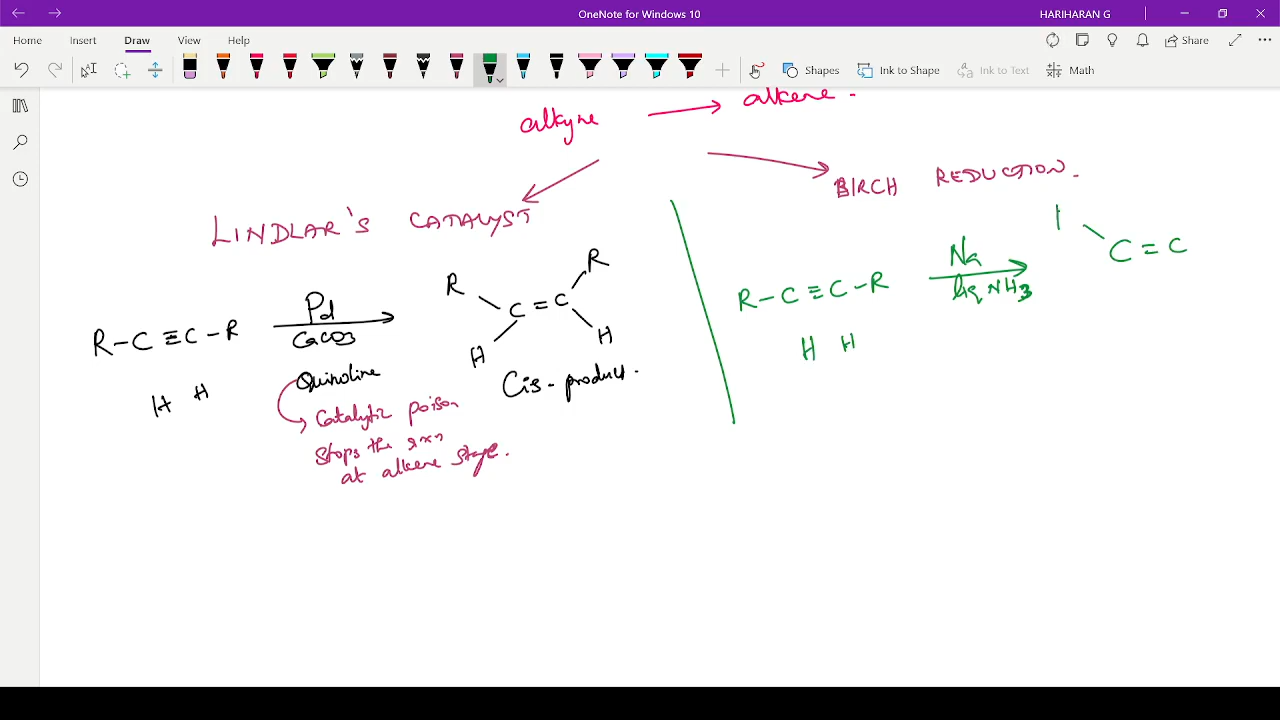 OneNote for Windows 10
HARIHARAN G
Home Insert Draw View Help
Share
Shapes
Ink to Shape
Ink to Text
Math
alkyne → alkene.
LINDLAR'S CATALYST
BIRCH REDUCTION.
R-C≡C-R
Pd
CaCO3
Quinoline
R R
C=C
H H
Cis-product.
H H
Catalytic poison
Stops the rxn
at alkene stage.
R-C≡C-R
Na
liq NH3
C=C
H H